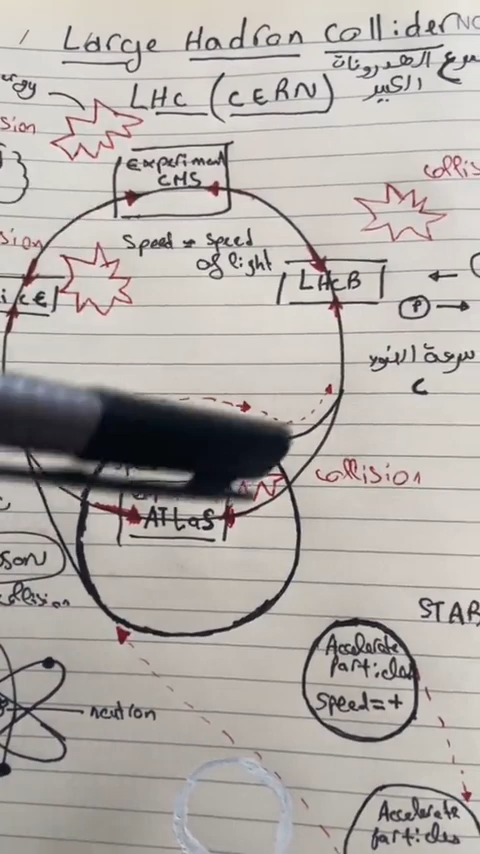 Large Hadron Collider
الهدرونات
الكبير
LHc (CERN)
collis
Experiment
CMS
Speed = Speed
of light
LHcB
P
سرعة الضوء
c
collision
ATLaS
SON
STAR
Accelerate
particles
Speed=+
neutron
Accelerate
particles